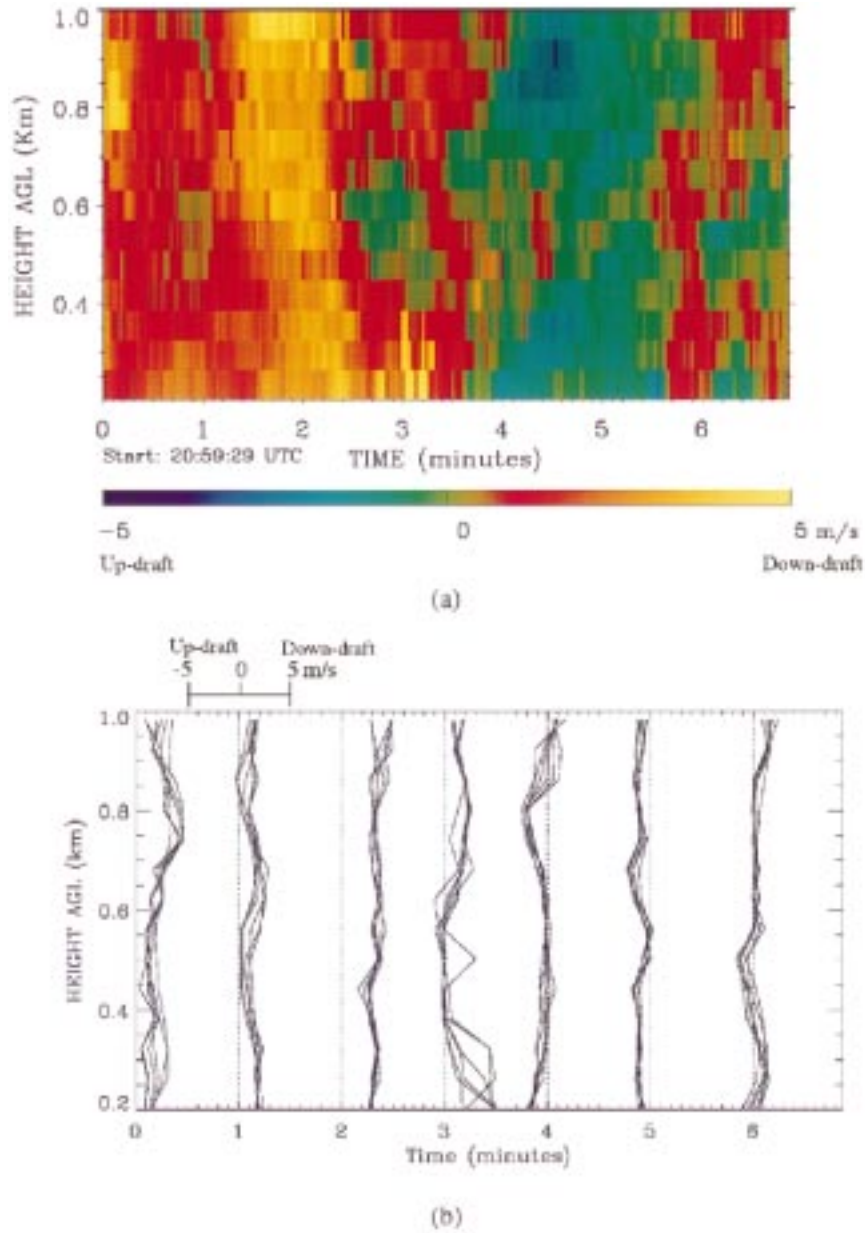 1.0
0.8
0.6
0.4
HEIGHT AGL (Km)
0 1 2 3 4 5 6
Start: 20:59:29 UTC TIME (minutes)
-5 0 5 m/s
Up-draft Down-draft
(a)
Up-draft Down-draft
-5 0 5 m/s
1.0
0.8
0.6
0.4
0.2
HEIGHT AGL (km)
0 1 2 3 4 5 6
Time (minutes)
(b)